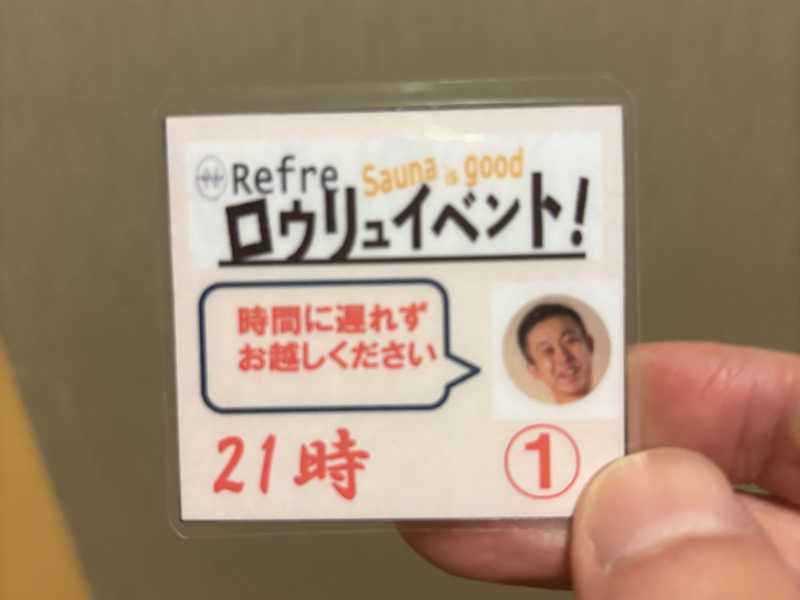 Refre Sauna is good
ロウリュイベント!
時間に遅れず
お越しください
21時 ①